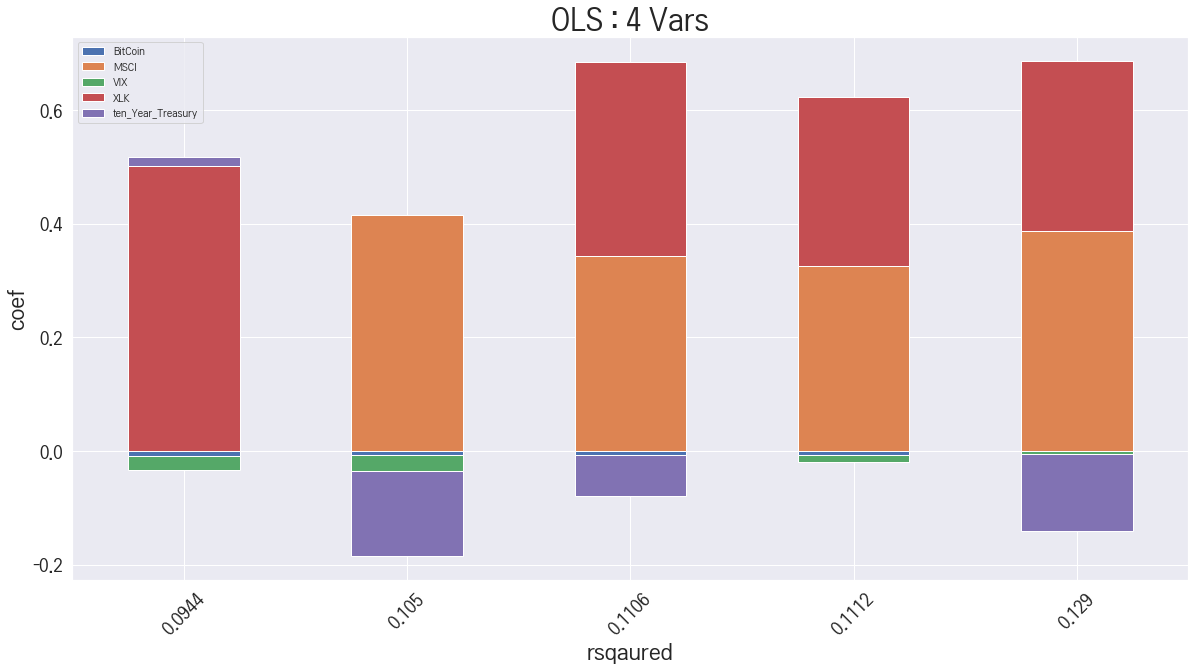 OLS : 4 Vars
BitCoin
MSCI
VIX
XLK
ten_Year_Treasury
coef
0.6
0.4
0.2
0.0
-0.2
0.0944
0.105
0.1106
0.1112
0.129
rsqaured